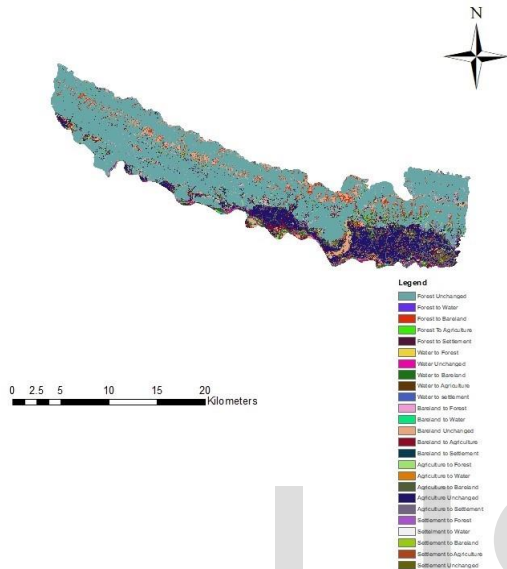 N
Legend
Forest Unchanged
Forest to Water
Forest to Bareland
Forest To Agriculture
Forest to Settlement
Water to Forest
Water Unchanged
Water to Bareland
Water to Agriculture
Water to settlement
Bareland to Forest
Bareland to Water
Bareland Unchanged
Bareland to Agriculture
Bareland to Settlement
Agriculture to Forest
Agriculture to Water
Agriculture to Bareland
Agriculture Unchanged
Agriculture to Settlement
Settlement to Forest
Settelment to Water
Settlement to Bareland
Settlement to Agriculture
Settlement Unchanged
0 2.5 5 10 15 20
Kilometers